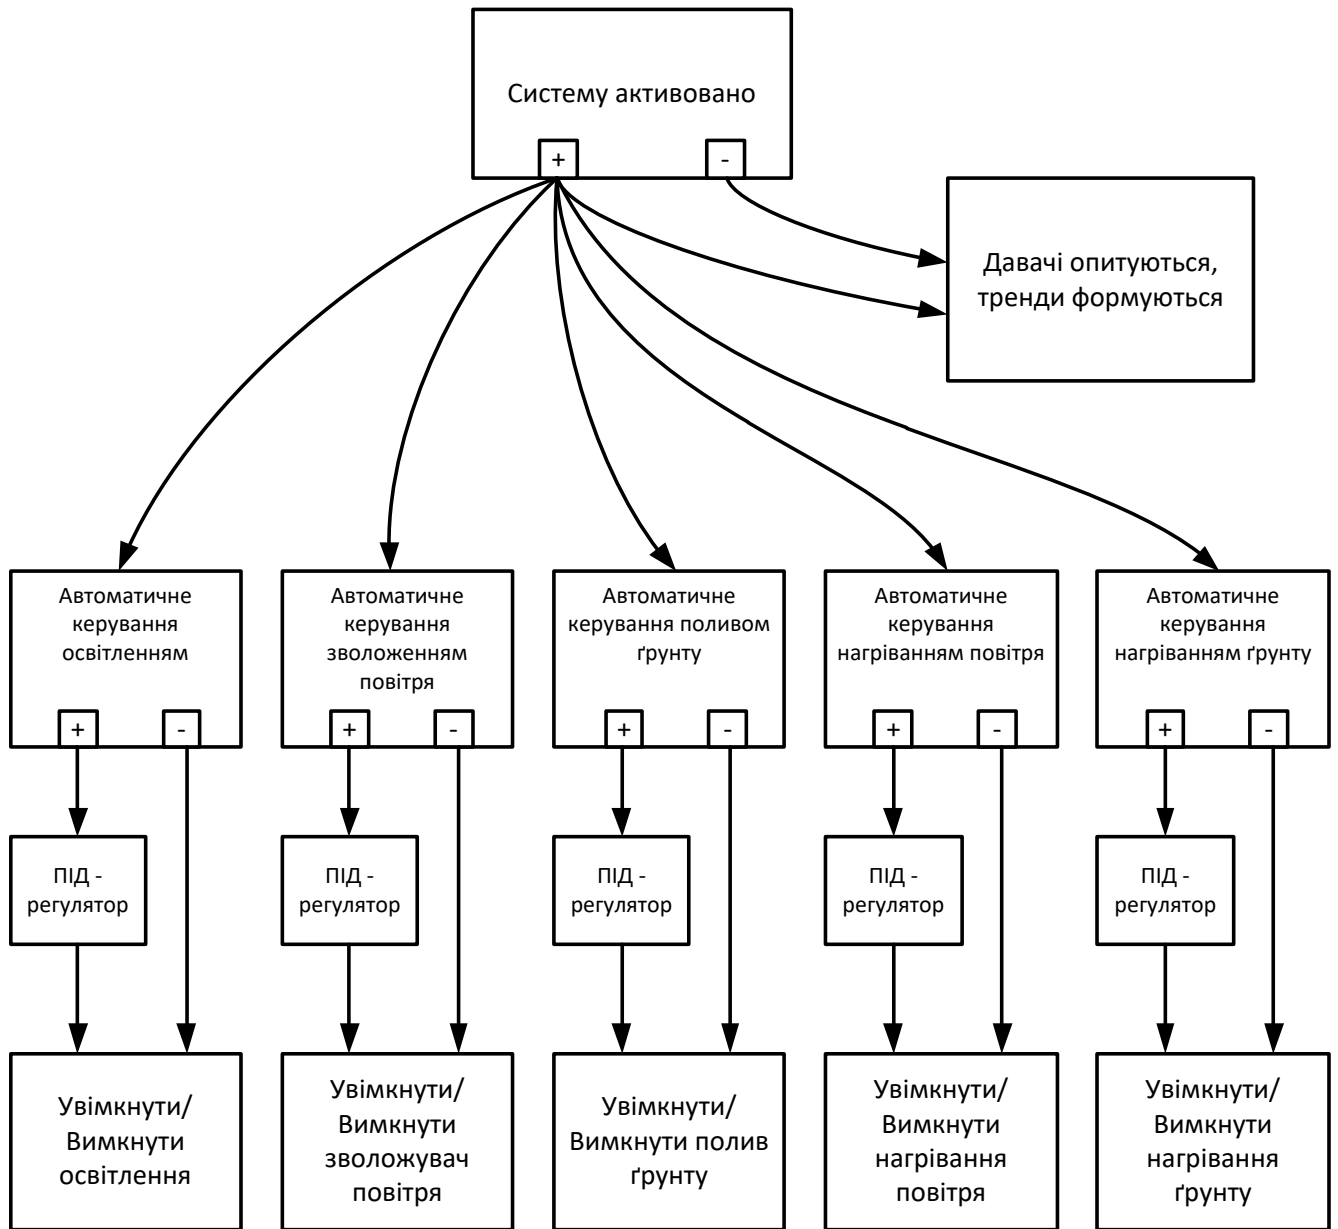 Систему активовано
+
-
Давачі опитуються,
тренди формуються
Автоматичне
керування
освітленням
+
-
Автоматичне
керування
зволоженням
повітря
+
-
Автоматичне
керування поливом
ґрунту
+
-
Автоматичне
керування
нагріванням повітря
+
-
Автоматичне
керування
нагріванням ґрунту
+
-
ПІД -
регулятор
ПІД -
регулятор
ПІД -
регулятор
ПІД -
регулятор
ПІД -
регулятор
Увімкнути/
Вимкнути
освітлення
Увімкнути/
Вимкнути
зволожувач
повітря
Увімкнути/
Вимкнути полив
ґрунту
Увімкнути/
Вимкнути
нагрівання
повітря
Увімкнути/
Вимкнути
нагрівання
ґрунту